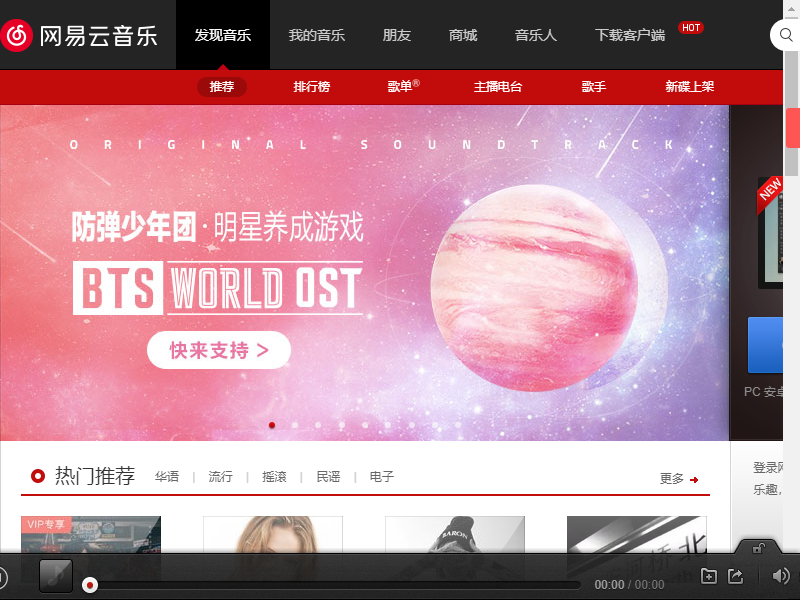 网易云音乐
发现音乐 我的音乐 朋友 商城 音乐人 下载客户端 HOT
推荐 排行榜 歌单® 主播电台 歌手 新碟上架
ORIGINAL SOUNDTRACK
防弹少年团·明星养成游戏
BTS WORLD OST
快来支持 >
NEW
PC 安卓
热门推荐 华语 | 流行 | 摇滚 | 民谣 | 电子 更多
登录网
乐趣,
VIP专享
BARON
河桥北
00:00 / 00:00